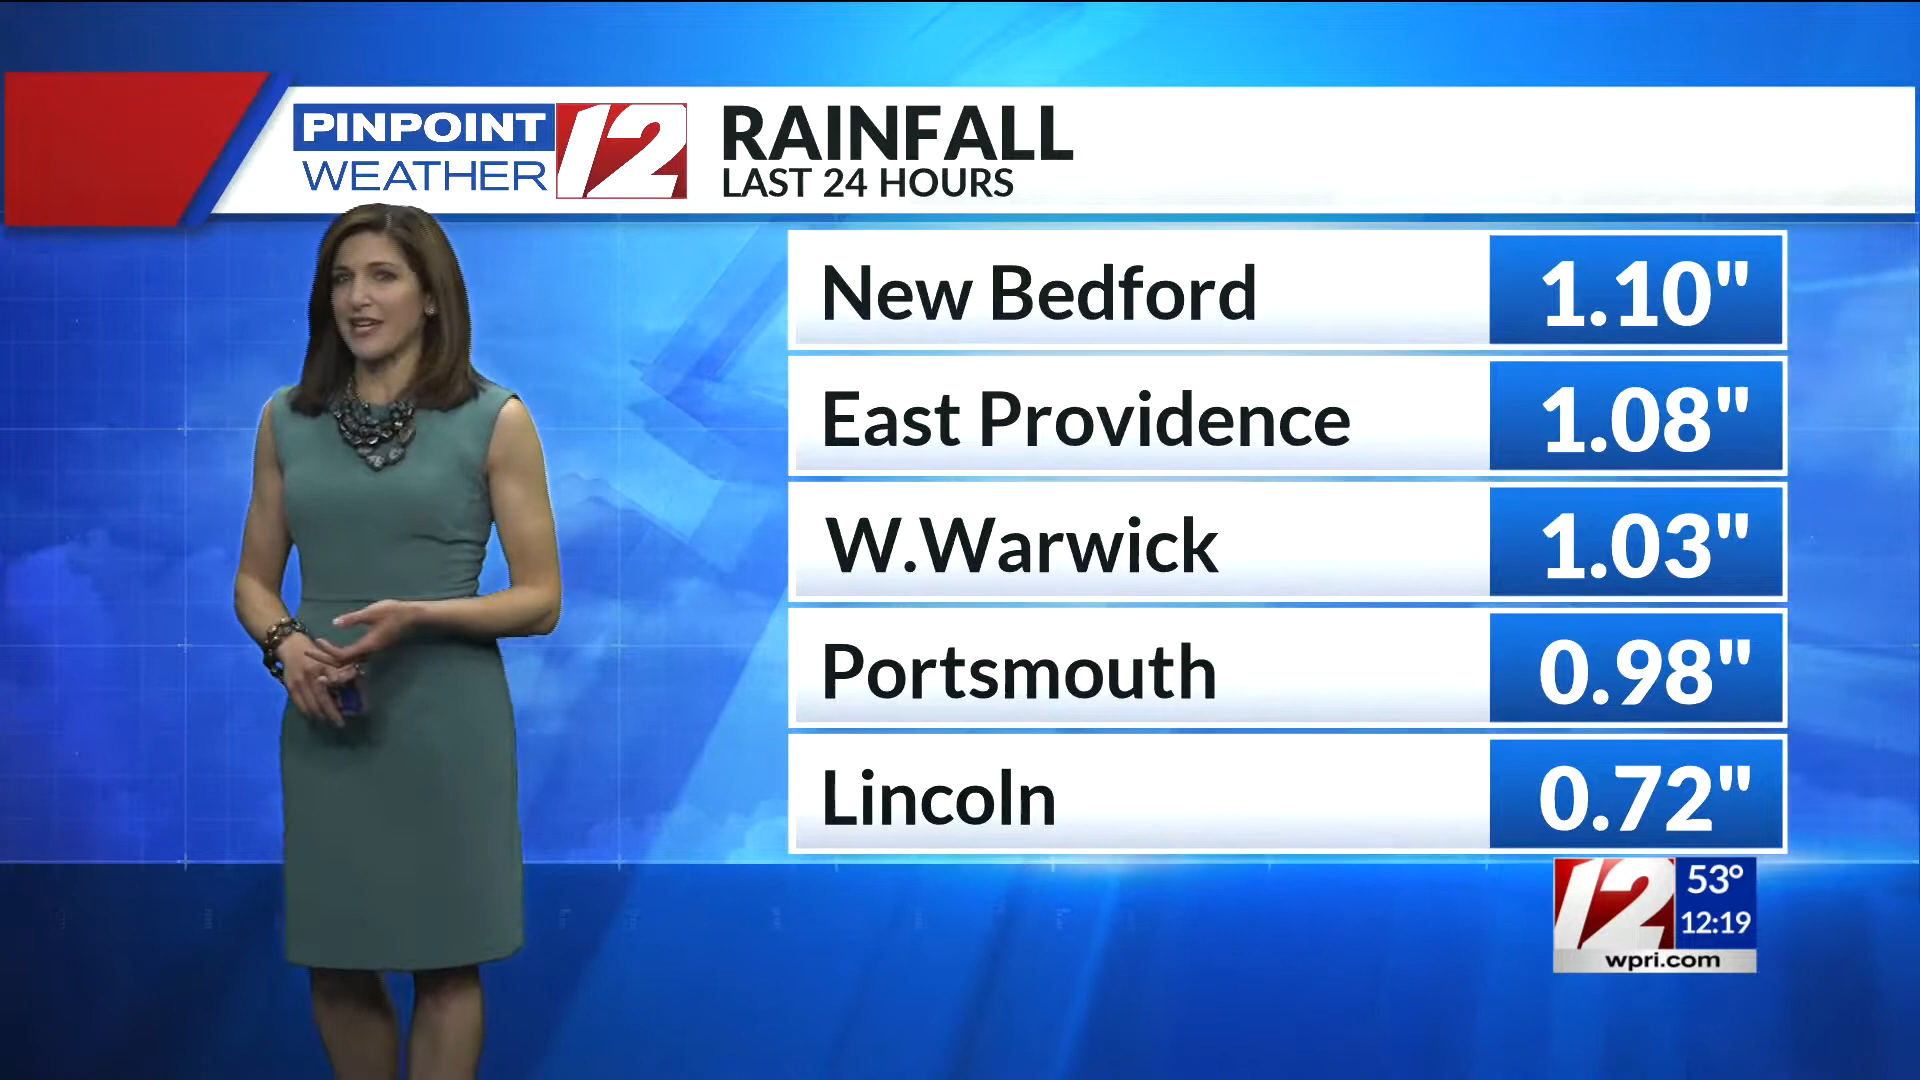 PINPOINT
WEATHER
12
RAINFALL
LAST 24 HOURS
New Bedford 1.10"
East Providence 1.08"
W.Warwick 1.03"
Portsmouth 0.98"
Lincoln 0.72"
12
53°
12:19
wpri.com